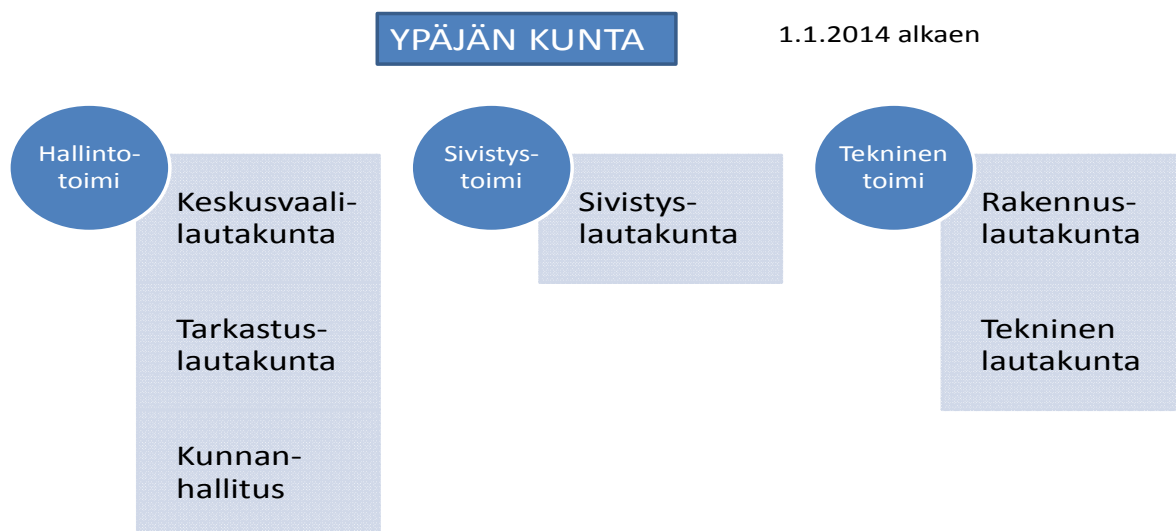 YPÄJÄN KUNTA
1.1.2014 alkaen
Hallinto-
toimi
Keskusvaali-
lautakunta
Tarkastus-
lautakunta
Kunnan-
hallitus
Sivistys-
toimi
Sivistys-
lautakunta
Tekninen
toimi
Rakennus-
lautakunta
Tekninen
lautakunta